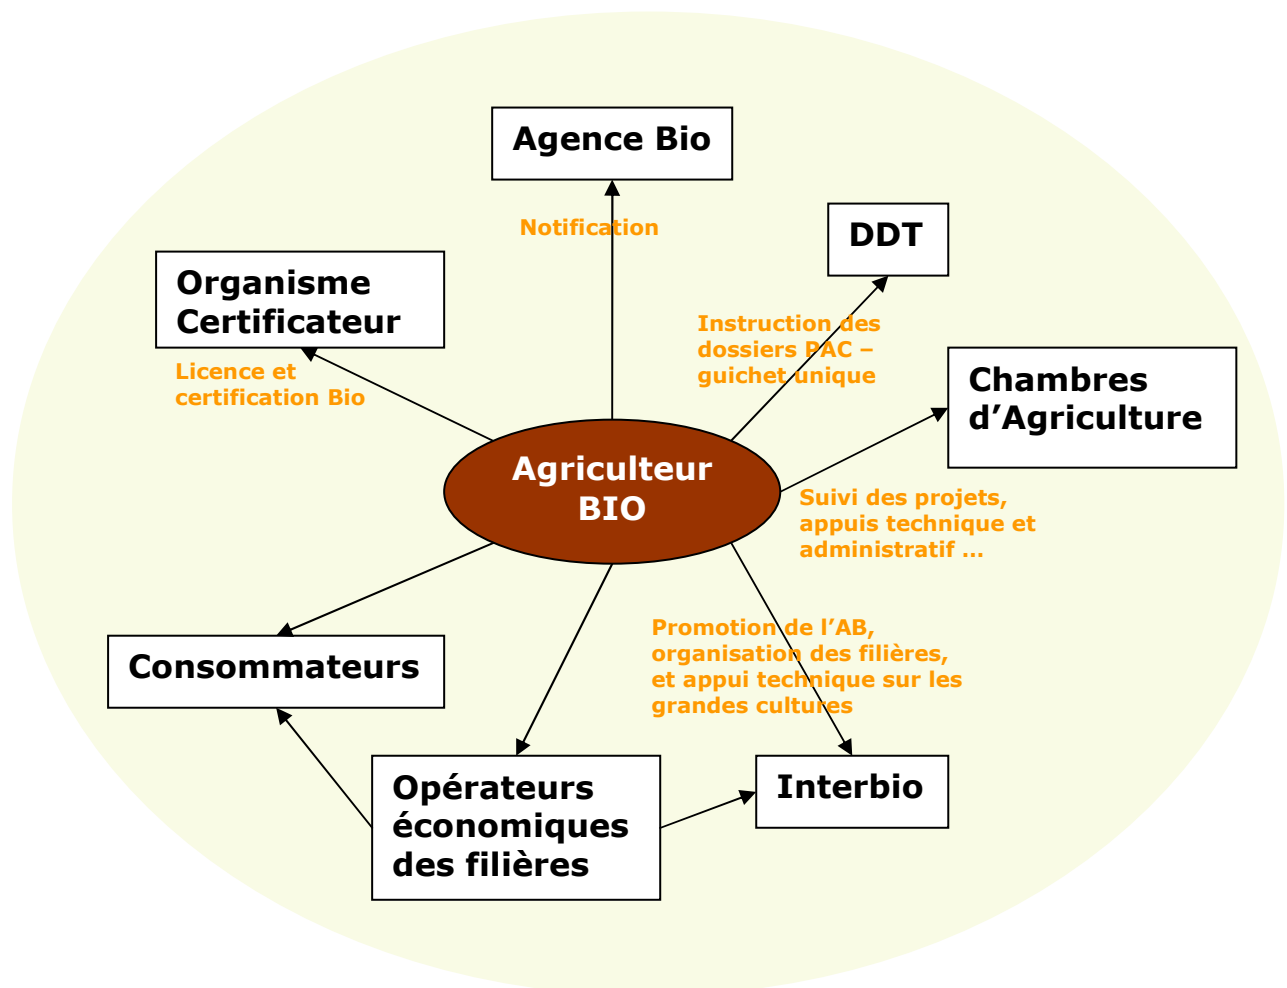 Agence Bio
Notification
DDT
Organisme
Certificateur
Licence et
certification Bio
Instruction des
dossiers PAC –
guichet unique
Chambres
d’Agriculture
Agriculteur
BIO
Suivi des projets,
appuis technique et
administratif …
Consommateurs
Promotion de l’AB,
organisation des filières,
et appui technique sur les
grandes cultures
Opérateurs
économiques
des filières
Interbio